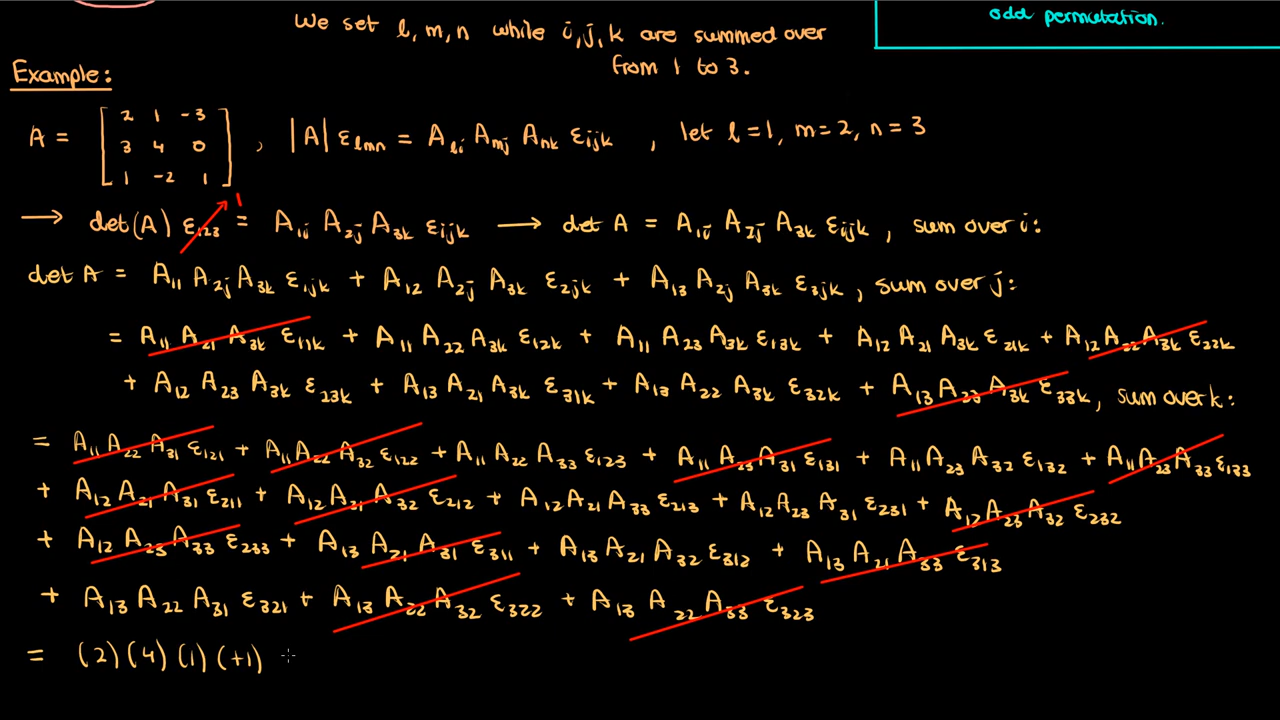 We set l, m, n while i, j, k are summed over
from 1 to 3.
odd permutation.
Example:
A = [ 2 1 -3
3 4 0
1 -2 1 ] , |A| ε_lmn = A_li A_mj A_nk ε_ijk , let l=1, m=2, n=3
→ det(A) ε_123 1 = A_1i A_2j A_3k ε_ijk → det A = A_1i A_2j A_3k ε_ijk , sum over i:
det A = A_11 A_2j A_3k ε_1jk + A_12 A_2j A_3k ε_2jk + A_13 A_2j A_3k ε_3jk , sum over j:
= A_11 A_21 A_3k ε_11k + A_11 A_22 A_3k ε_12k + A_11 A_23 A_3k ε_13k + A_12 A_21 A_3k ε_21k + A_12 A_22 A_3k ε_22k
+ A_12 A_23 A_3k ε_23k + A_13 A_21 A_3k ε_31k + A_13 A_22 A_3k ε_32k + A_13 A_23 A_3k ε_33k , sum over k:
= A_11 A_22 A_31 ε_121 + A_11 A_22 A_32 ε_122 + A_11 A_22 A_33 ε_123 + A_11 A_23 A_31 ε_131 + A_11 A_23 A_32 ε_132 + A_11 A_23 A_33 ε_133
+ A_12 A_21 A_31 ε_211 + A_12 A_21 A_32 ε_212 + A_12 A_21 A_33 ε_213 + A_12 A_23 A_31 ε_231 + A_12 A_23 A_32 ε_232
+ A_12 A_23 A_33 ε_233 + A_13 A_21 A_31 ε_311 + A_13 A_21 A_32 ε_312 + A_13 A_21 A_33 ε_313
+ A_13 A_22 A_31 ε_321 + A_13 A_22 A_32 ε_322 + A_13 A_22 A_33 ε_323
= (2)(4)(1)(+1)